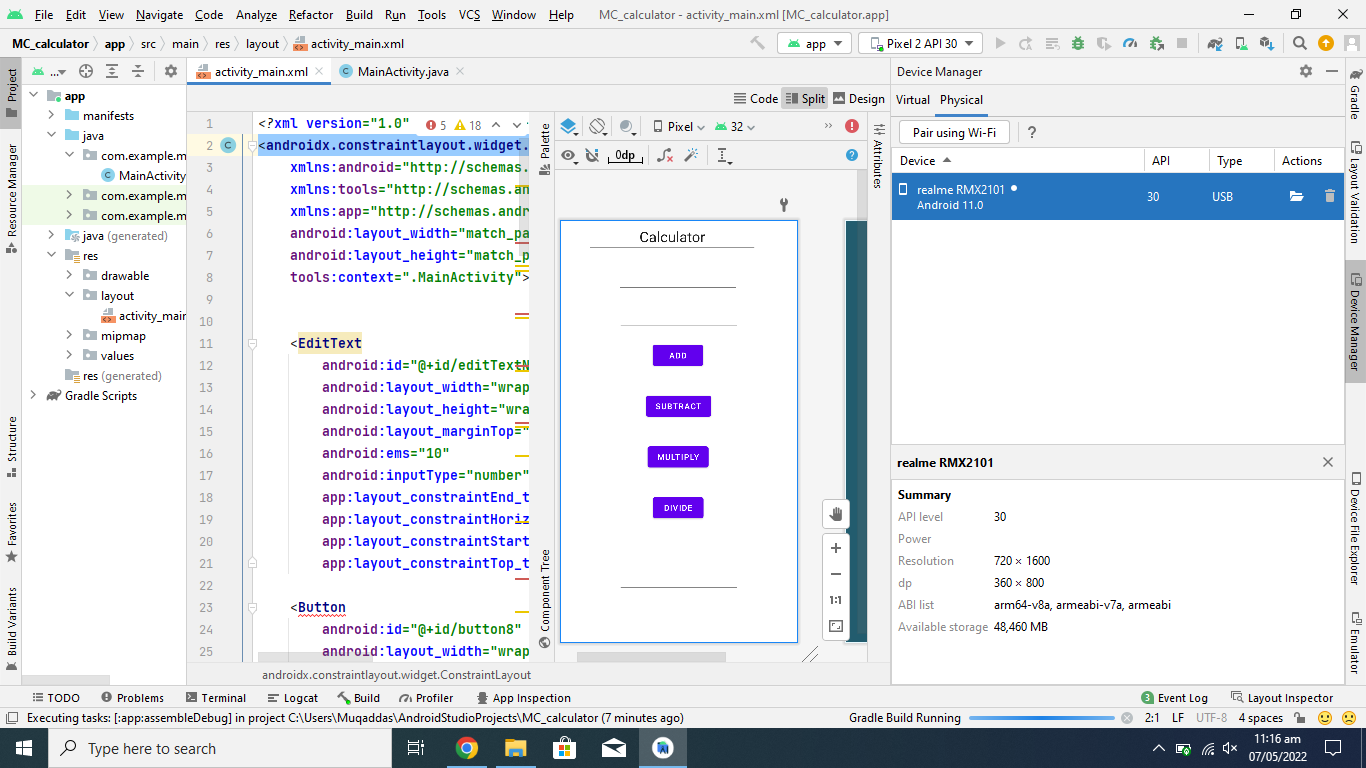 File Edit View Navigate Code Analyze Refactor Build Run Tools VCS Window Help MC_calculator - activity_main.xml [MC_calculator.app]
MC_calculator app src main res layout activity_main.xml
app Pixel 2 API 30
Project
Resource Manager
Structure
Favorites
Build Variants
...
app
manifests
java
com.example.m
MainActivity
com.example.m
com.example.m
java (generated)
res
drawable
layout
activity_mair
mipmap
values
res (generated)
Gradle Scripts
activity_main.xml MainActivity.java
Code Split Design
5 18
1 <?xml version="1.0"
2 <androidx.constraintlayout.widget.
3 xmlns:android="http://schemas.
4 xmlns:tools="http://schemas.an
5 xmlns:app="http://schemas.andr
6 android:layout_width="match_pa
7 android:layout_height="match_p
8 tools:context=".MainActivity">
9
10
11 <EditText
12 android:id="@+id/editTextN
13 android:layout_width="wrap
14 android:layout_height="wra
15 android:layout_marginTop="
16 android:ems="10"
17 android:inputType="number"
18 app:layout_constraintEnd_t
19 app:layout_constraintHoriz
20 app:layout_constraintStart
21 app:layout_constraintTop_t
22
23 <Button
24 android:id="@+id/button8"
25 android:layout_width="wrap
androidx.constraintlayout.widget.ConstraintLayout
Palette
Component Tree
Pixel 32
0dp
Attributes
Calculator
ADD
SUBTRACT
MULTIPLY
DIVIDE
1:1
Device Manager
Virtual Physical
Pair using Wi-Fi ?
Device API Type Actions
realme RMX2101 30 USB
Android 11.0
realme RMX2101
Summary
API level 30
Power
Resolution 720 × 1600
dp 360 × 800
ABI list arm64-v8a, armeabi-v7a, armeabi
Available storage 48,460 MB
Gradle
Layout Validation
Device Manager
Device File Explorer
Emulator
TODO Problems Terminal Logcat Build Profiler App Inspection 3 Event Log Layout Inspector
Executing tasks: [:app:assembleDebug] in project C:\Users\Muqaddas\AndroidStudioProjects\MC_calculator (7 minutes ago) Gradle Build Running 2:1 LF UTF-8 4 spaces
Type here to search
11:16 am
07/05/2022